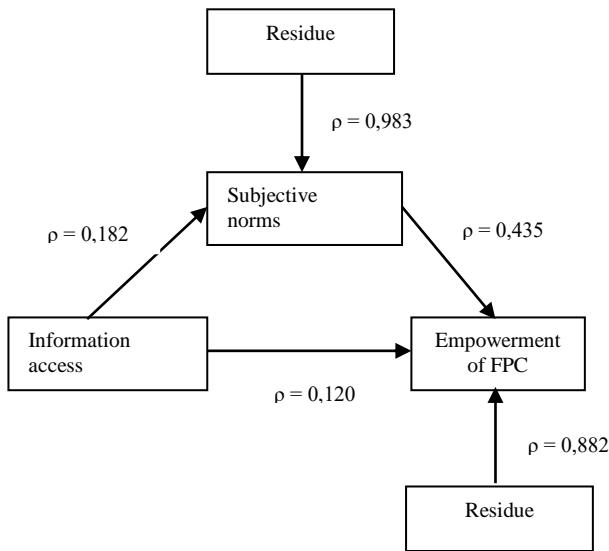 Residue
ρ = 0,983
Subjective
norms
ρ = 0,182
ρ = 0,435
Information
access
Empowerment
of FPC
ρ = 0,120
ρ = 0,882
Residue